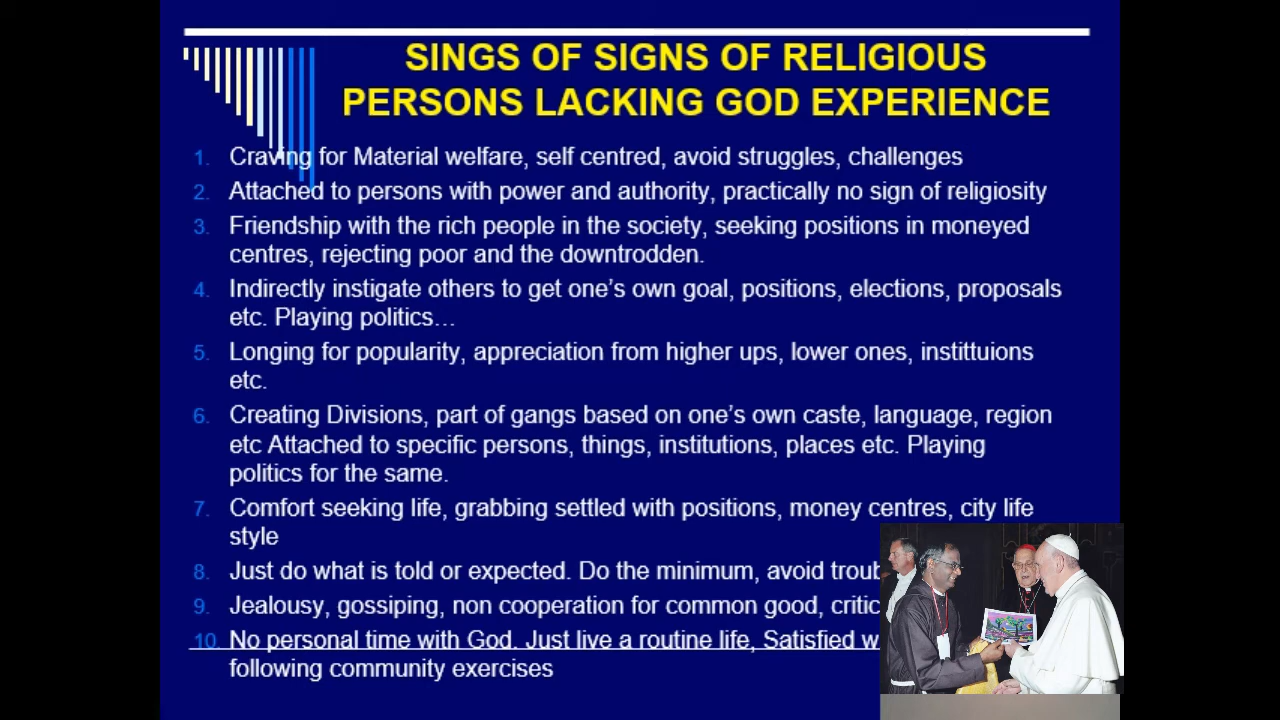 SINGS OF SIGNS OF RELIGIOUS
PERSONS LACKING GOD EXPERIENCE
1. Craving for Material welfare, self centred, avoid struggles, challenges
2. Attached to persons with power and authority, practically no sign of religiosity
3. Friendship with the rich people in the society, seeking positions in moneyed
centres, rejecting poor and the downtrodden.
4. Indirectly instigate others to get one’s own goal, positions, elections, proposals
etc. Playing politics…
5. Longing for popularity, appreciation from higher ups, lower ones, instittuions
etc.
6. Creating Divisions, part of gangs based on one’s own caste, language, region
etc Attached to specific persons, things, institutions, places etc. Playing
politics for the same.
7. Comfort seeking life, grabbing settled with positions, money centres, city life
style
8. Just do what is told or expected. Do the minimum, avoid
9. Jealousy, gossiping, non cooperation for common good,
10. No personal time with God. Just live a routine life, Satisfied
following community exercises